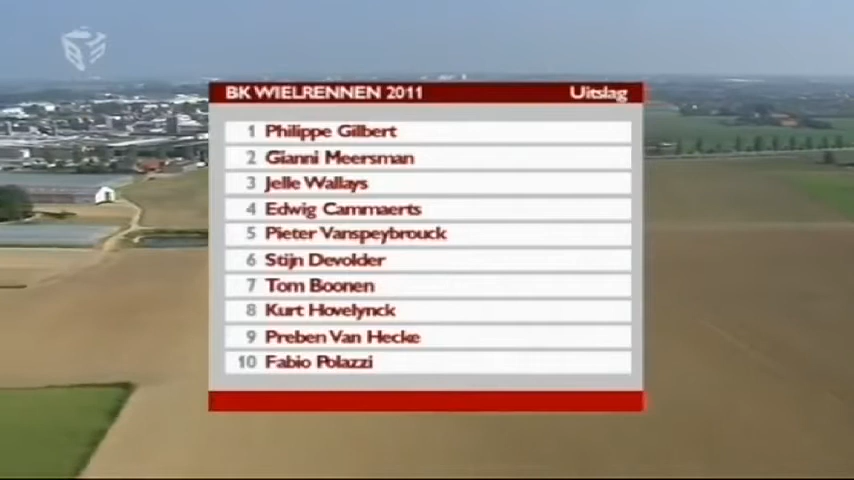 BK WIELRENNEN 2011 Uitslag
1 Philippe Gilbert
2 Gianni Meersman
3 Jelle Wallays
4 Edwig Cammaerts
5 Pieter Vanspeybrouck
6 Stijn Devolder
7 Tom Boonen
8 Kurt Hovelynck
9 Preben Van Hecke
10 Fabio Polazzi